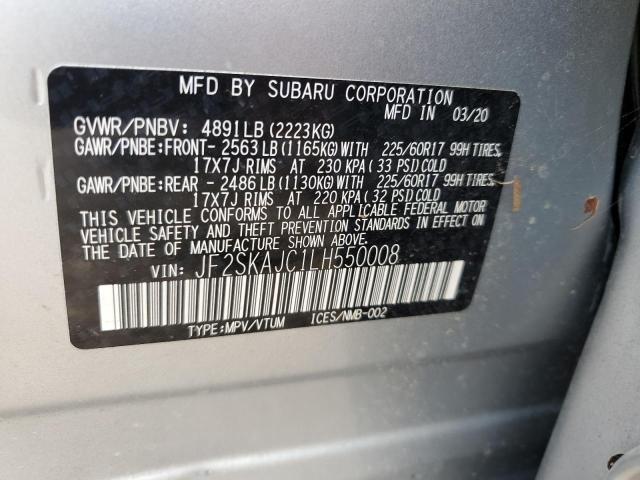 MFD BY SUBARU CORPORATION
MFD IN 03/20
GVWR/PNBV: 4891LB(2223KG)
GAWR/PNBE:FRONT- 2563 LB(1165KG)WITH 225/60R17 99H TIRES,
17X7J RIMS AT 230 KPA(33 PSI)COLD
GAWR/PNBE:REAR - 2486 LB(1130KG)WITH 225/60R17 99H TIRES,
17X7J RIMS AT 220 KPA(32 PSI)COLD
THIS VEHICLE CONFORMS TO ALL APPLICABLE FEDERAL MOTOR
VEHICLE SAFETY AND THEFT PREVENTION STANDARDS IN EFFECT ON
THE DATE OF MANUFACTURE SHOWN ABOVE.
VIN: JF2SKAJC1LH550008
TYPE:MPV/VTUM ICES/NMB-002